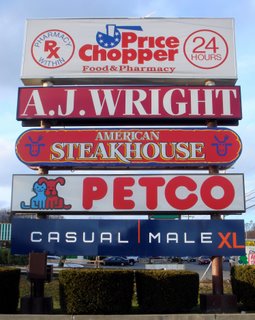 PHARMACY
Rx
WITHIN
Price
Chopper
Food & Pharmacy
24
HOURS
A.J.WRIGHT
AMERICAN
STEAKHOUSE
PETCO
CASUAL | MALE XL